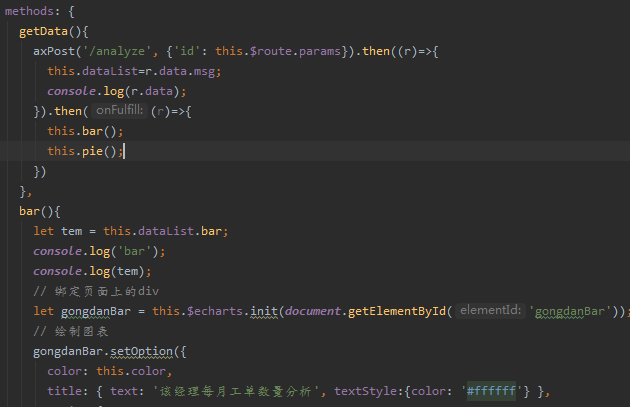 methods: {
getData(){
axPost('/analyze', {'id': this.$route.params}).then((r)=>{
this.dataList=r.data.msg;
console.log(r.data);
}).then( onFulfill: (r)=>{
this.bar();
this.pie();
})
},
bar(){
let tem = this.dataList.bar;
console.log('bar');
console.log(tem);
// 绑定页面上的div
let gongdanBar = this.$echarts.init(document.getElementById( elementId: 'gongdanBar'));
// 绘制图表
gongdanBar.setOption({
color: this.color,
title: { text: '该经理每月工单数量分析', textStyle:{color: '#ffffff'} },